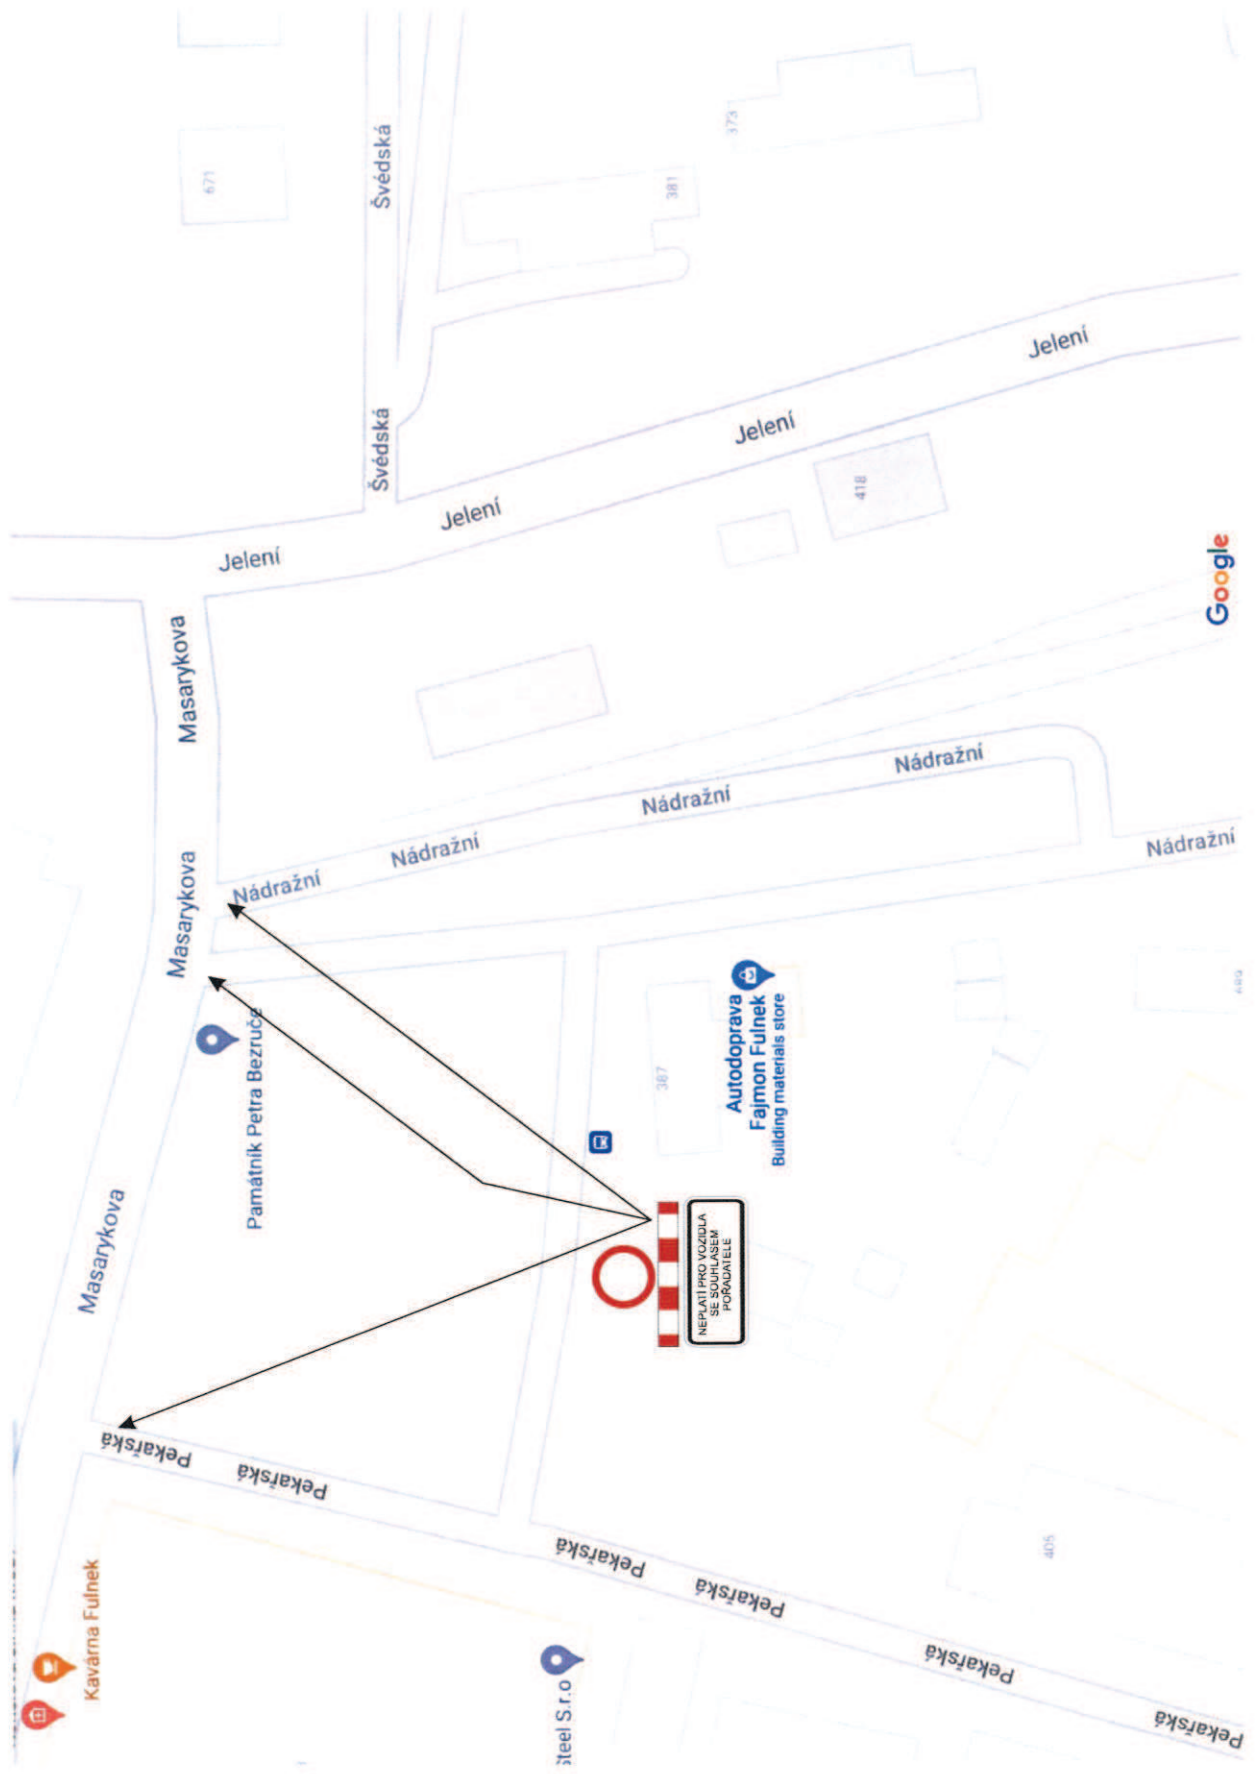 Kavárna Fulnek
Masarykova
Masarykova
Masarykova
Jelení
Jelení
Jelení
Jelení
Švédská
Švédská
671
381
373
418
Památník Petra Bezruče
Nádražní
Nádražní
Nádražní
Nádražní
Nádražní
Pekařská
Pekařská
Pekařská
Pekařská
Pekařská
Pekařská
387
Autodoprava
Fajmon Fulnek
Building materials store
NEPLATÍ PRO VOZIDLA
SE SOUHLASEM
POŘADATELE
405
689
Steel S.r.o
Google